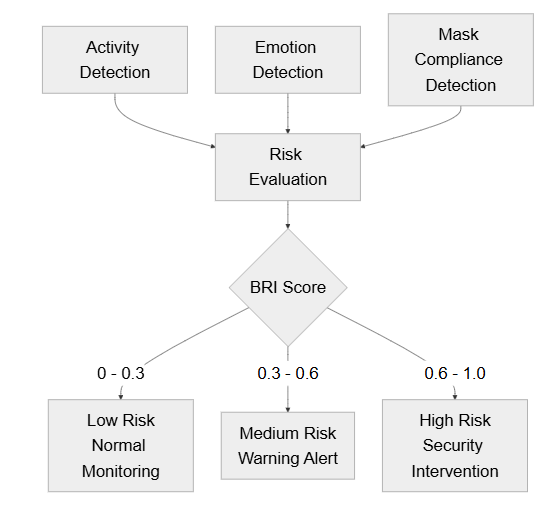 Activity
Detection
Emotion
Detection
Mask
Compliance
Detection
Risk
Evaluation
BRI Score
0 - 0.3
0.3 - 0.6
0.6 - 1.0
Low Risk
Normal
Monitoring
Medium Risk
Warning Alert
High Risk
Security
Intervention